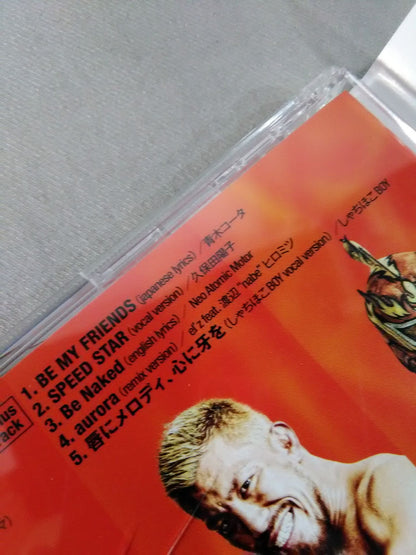 nus
ack
1. BE MY FRIENDS (japanese lyrics) / 青木コータ
2. SPEED STAR (vocal version) / 久保田陽子
3. Be Naked (english lyrics) / Neo Atomic Motor
4. aurora (remix version) / el'z feat. 渡辺 "nabe" ヒロミツ
5. 唇にメロディ、心に牙を (しゃちほこBOY vocal version) / しゃちほこBOY